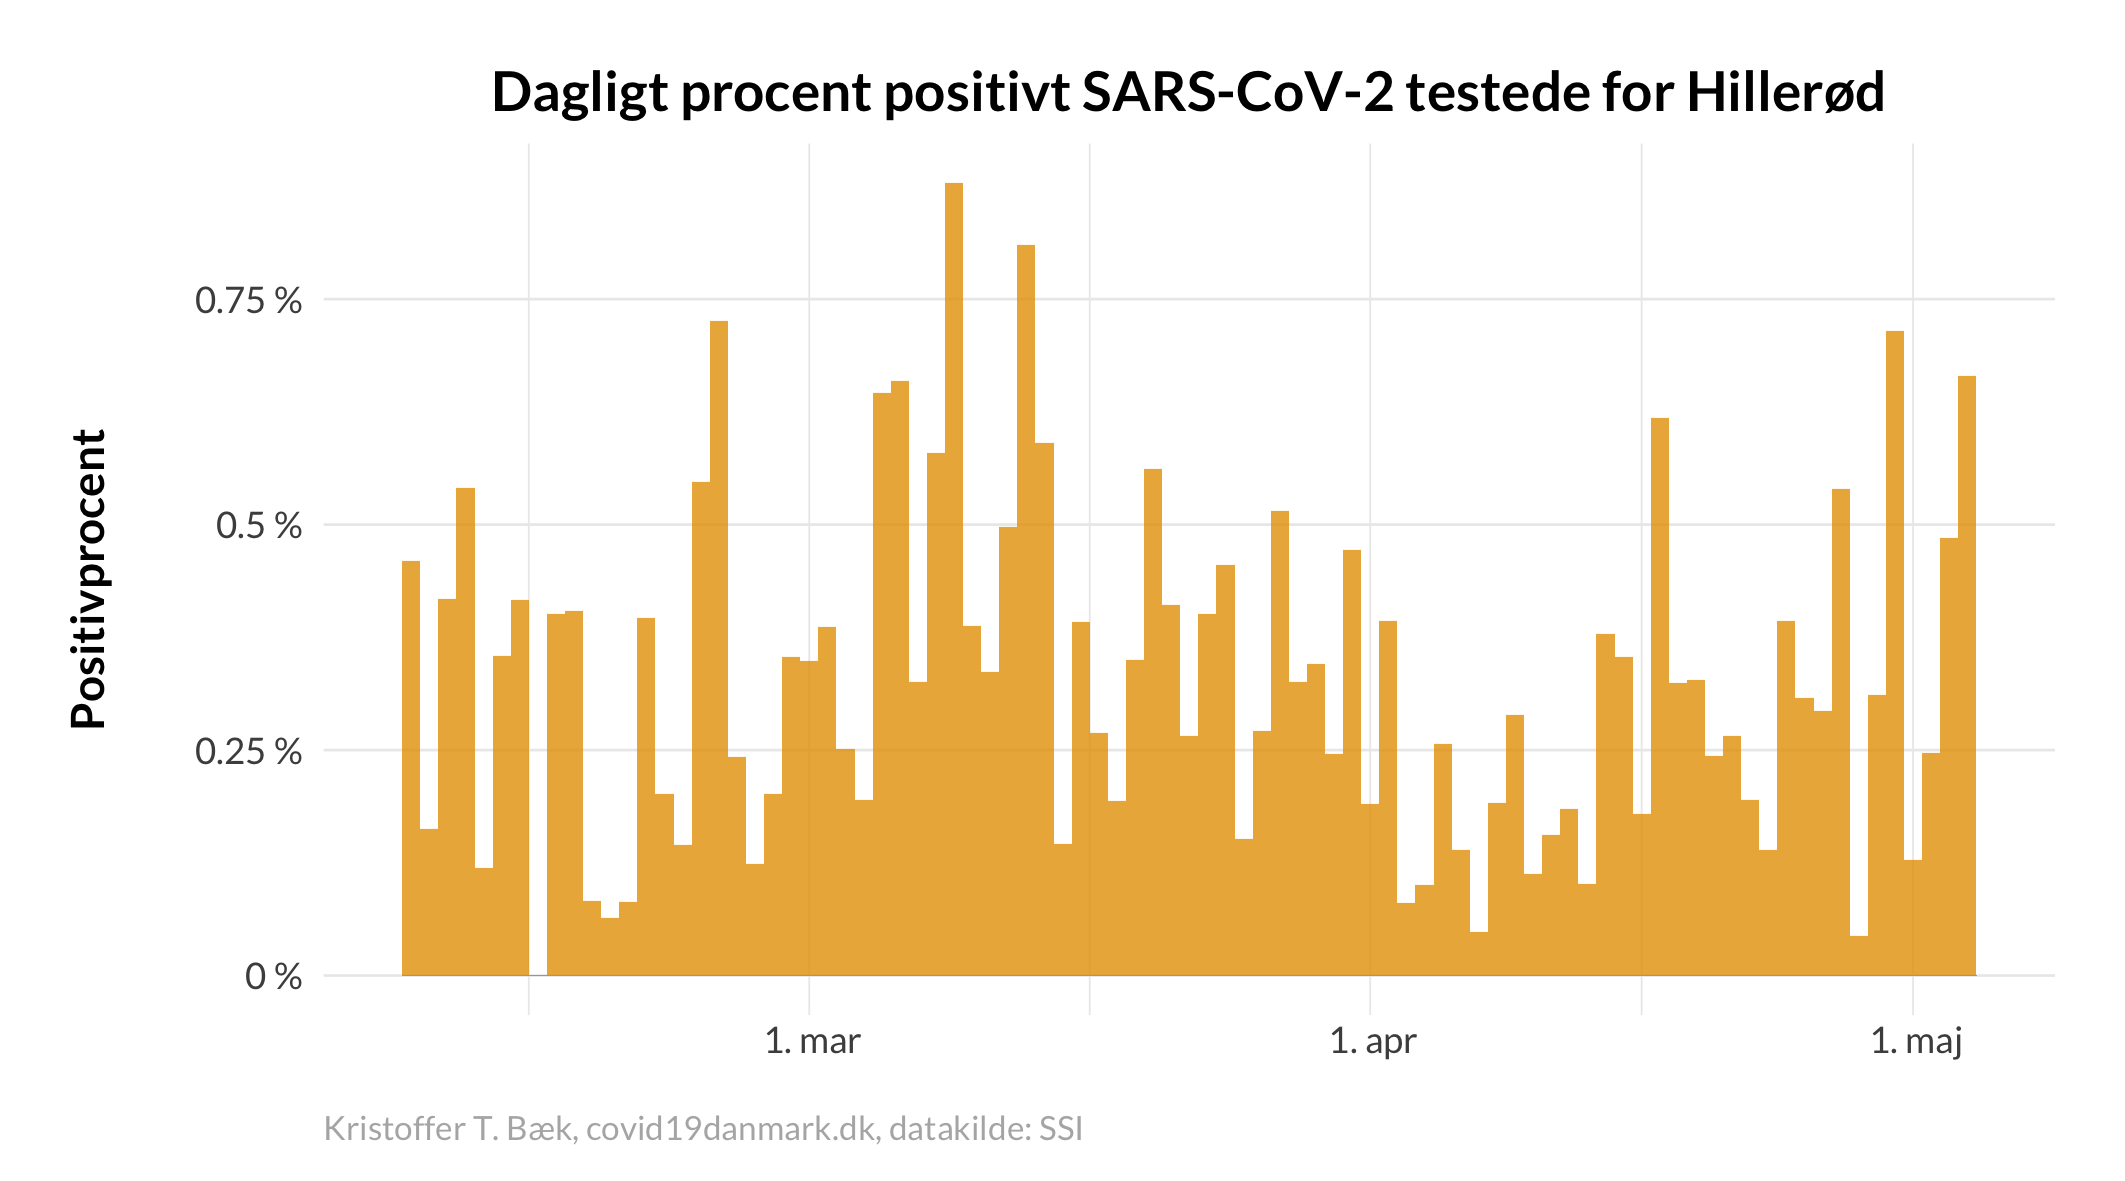 Dagligt procent positivt SARS-CoV-2 testede for Hillerød
Positivprocent
0.75 %
0.5 %
0.25 %
0 %
1. mar
1. apr
1. maj
Kristoffer T. Bæk, covid19danmark.dk, datakilde: SSI